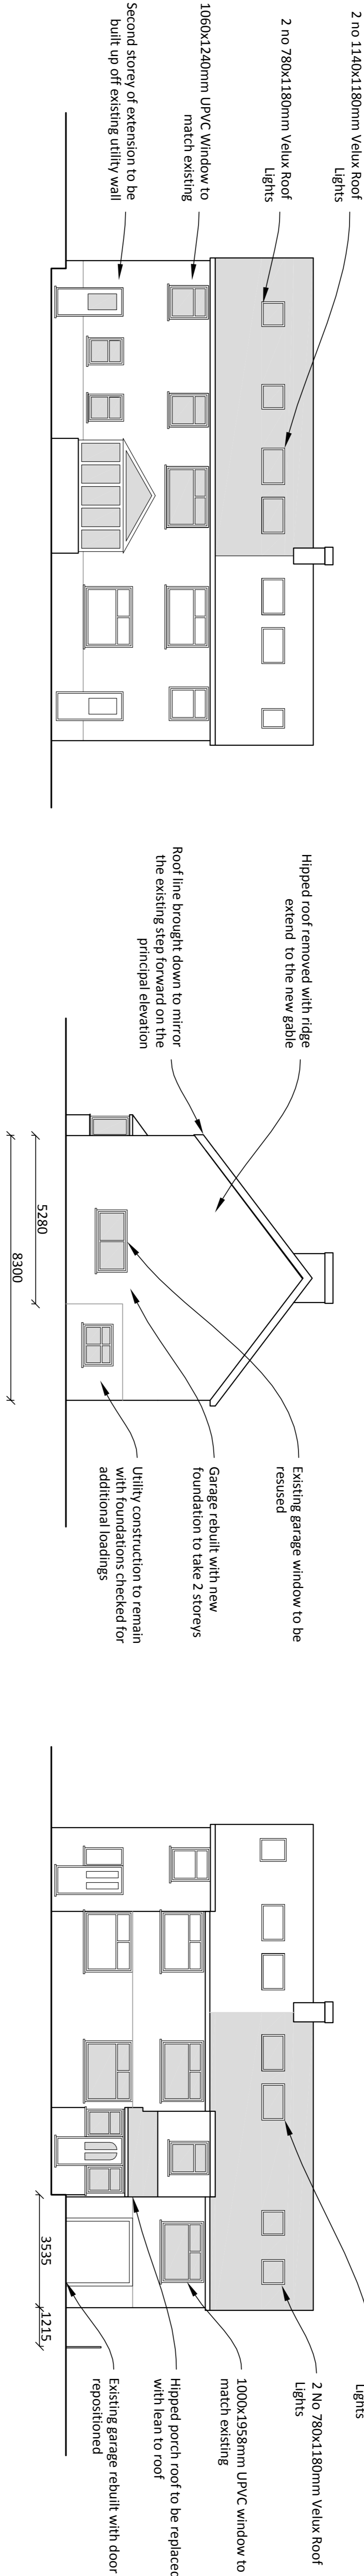 2 no 1140x1180mm Velux Roof
Lights
2 no 780x1180mm Velux Roof
Lights
1060x1240mm UPVC Window to
match existing
Second storey of extension to be
built up off existing utility wall
Hipped roof removed with ridge
extend to the new gable
Roof line brought down to mirror
the existing step forward on the
principal elevation
5280
8300
Existing garage window to be
resused
Garage rebuilt with new
foundation to take 2 storeys
Utility construction to remain
with foundations checked for
additional loadings
Lights
2 No 780x1180mm Velux Roof
Lights
1000x1958mm UPVC window to
match existing
Hipped porch roof to be replaced
with lean to roof
Existing garage rebuilt with door
repositioned
3535
1215